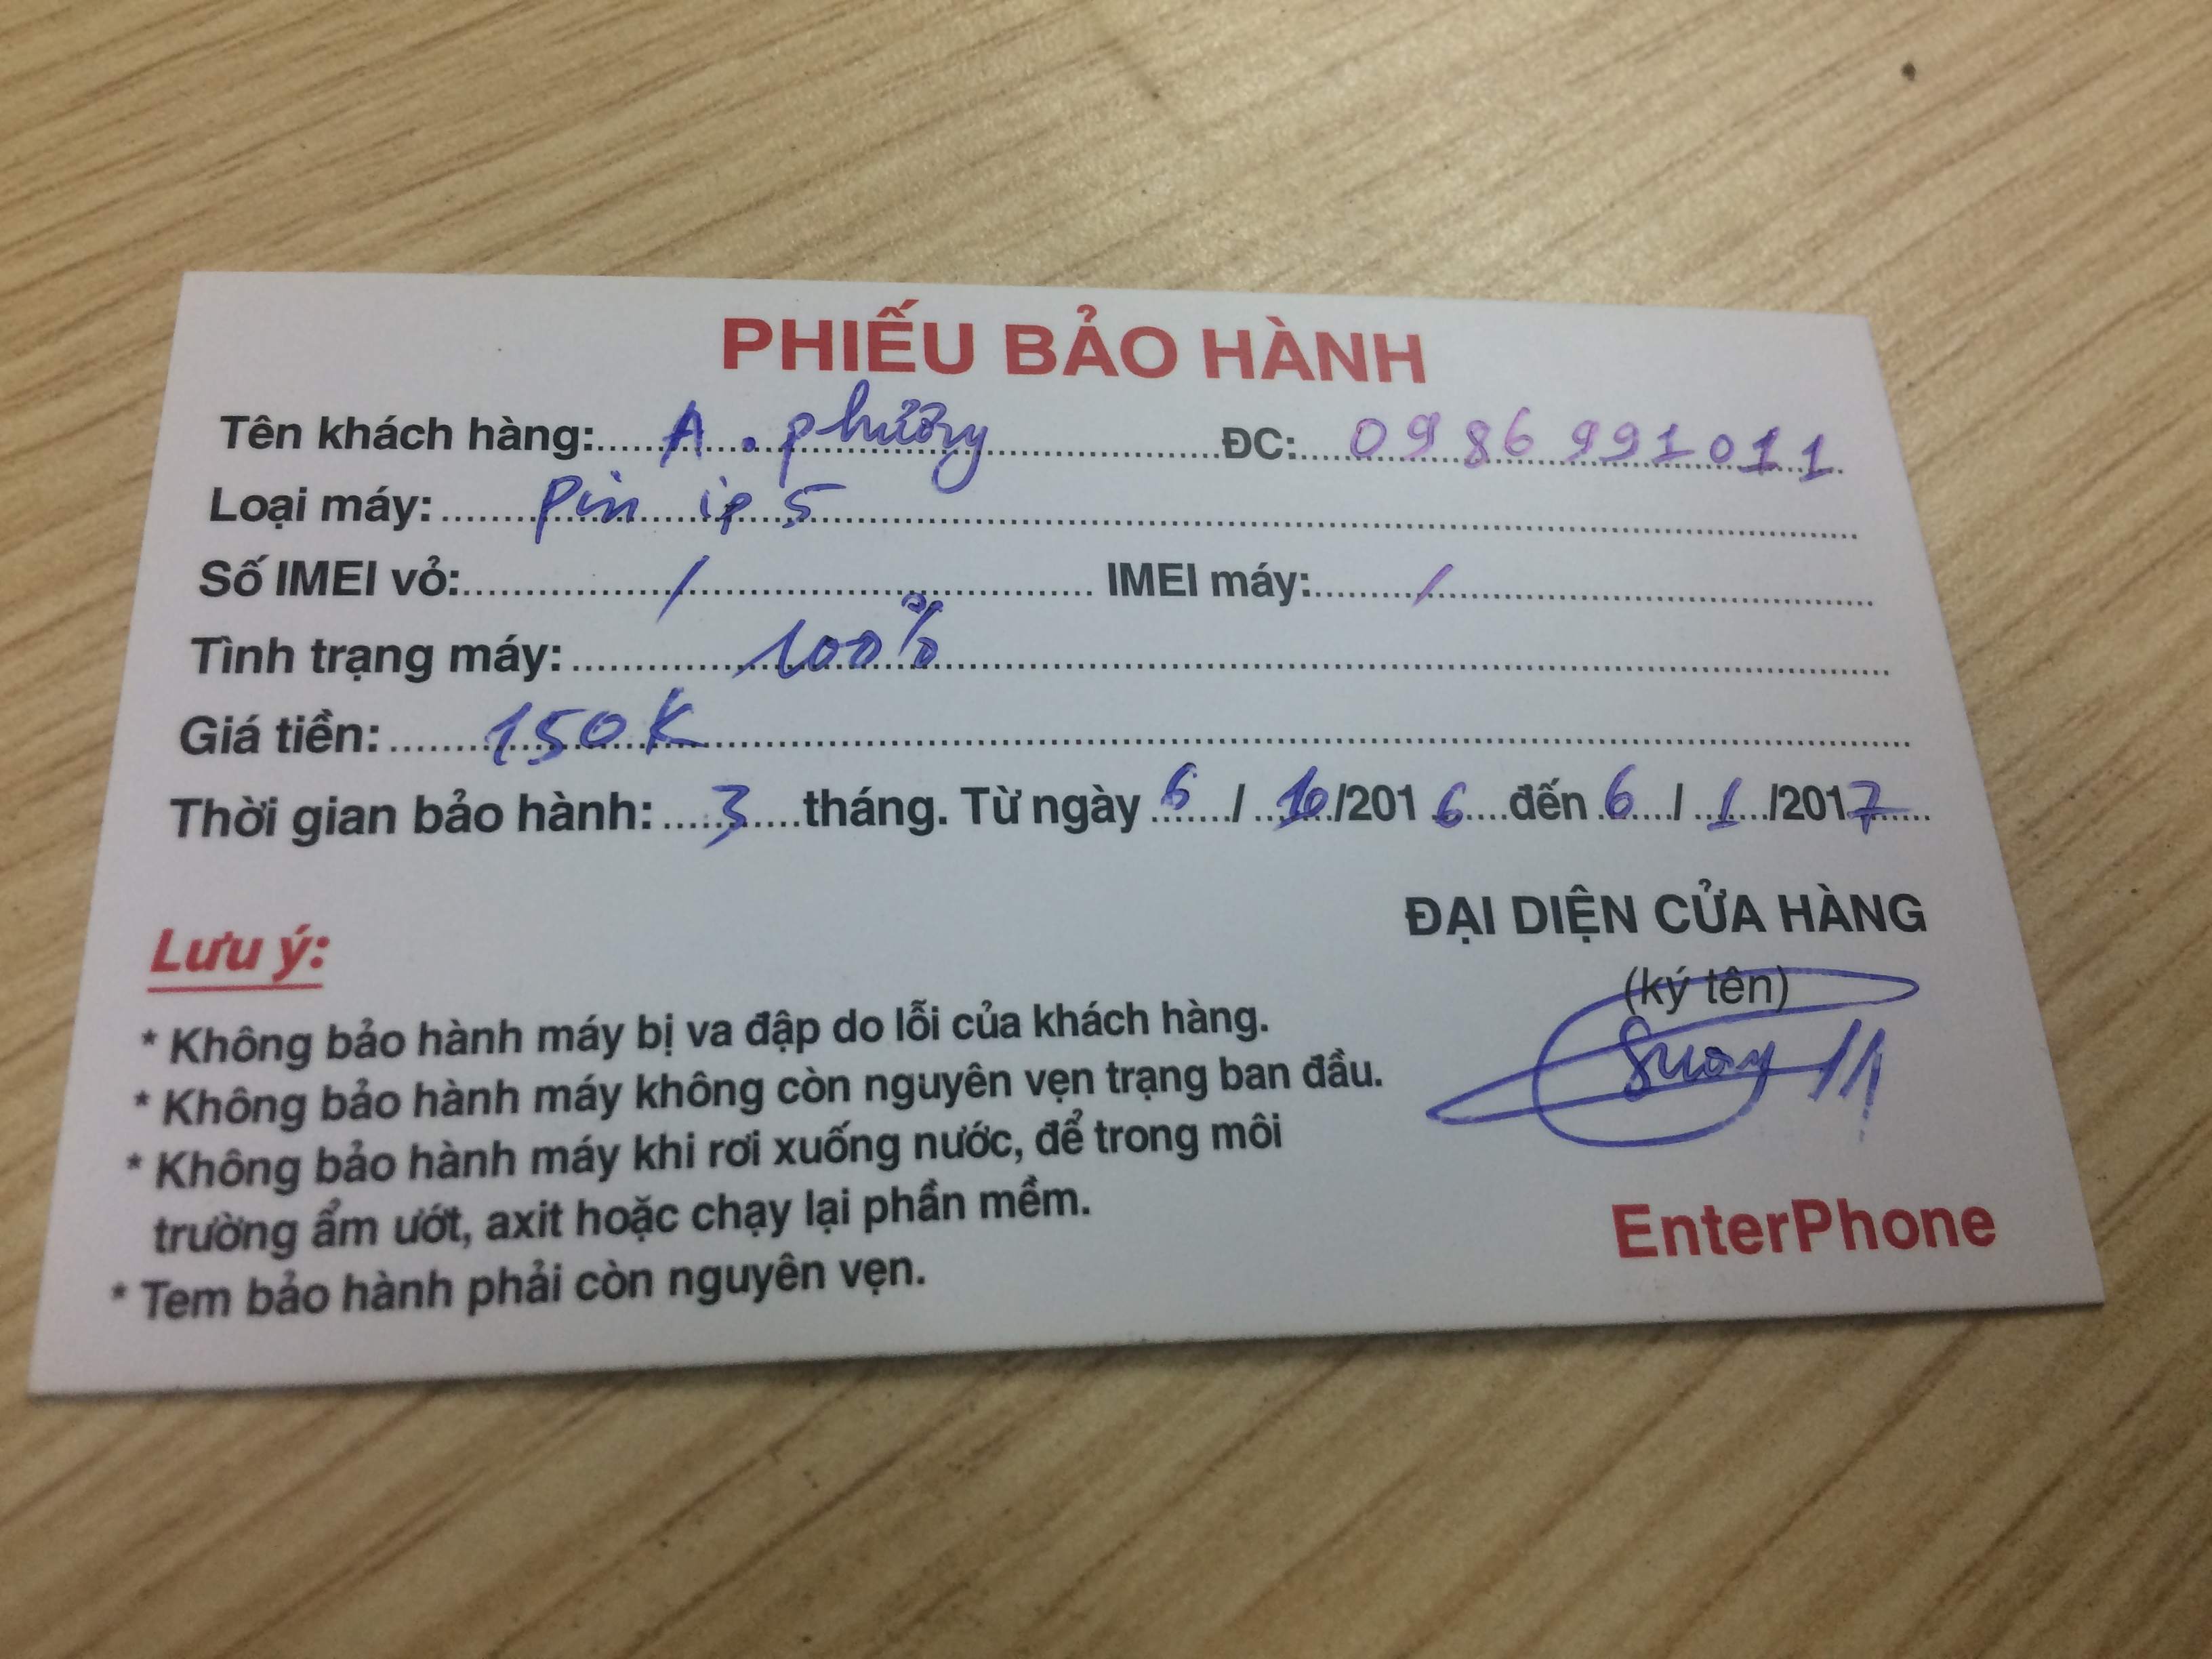 PHIẾU BẢO HÀNH
Tên khách hàng: A. phương ĐC: 0986 991011
Loại máy: pin ip 5
Số IMEI vỏ: / IMEI máy: /
Tình trạng máy: 100%
Giá tiền: 150K
Thời gian bảo hành: 3 tháng. Từ ngày 6 / 10 /2016 đến 6 / 1 /2017
ĐẠI DIỆN CỬA HÀNG
(ký tên)
Lưu ý:
* Không bảo hành máy bị va đập do lỗi của khách hàng.
* Không bảo hành máy không còn nguyên vẹn trạng ban đầu.
* Không bảo hành máy khi rơi xuống nước, để trong môi
trường ẩm ướt, axit hoặc chạy lại phần mềm.
* Tem bảo hành phải còn nguyên vẹn.
EnterPhone